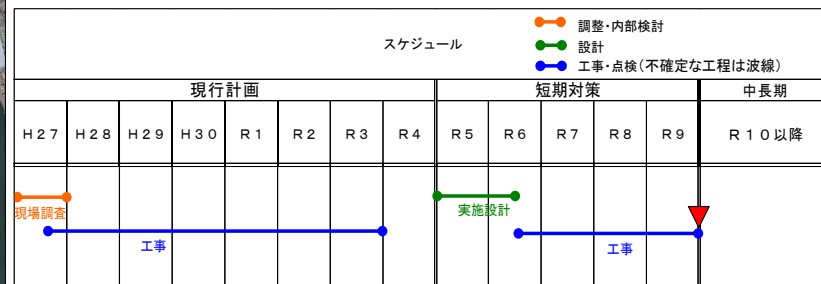 スケジュール
調整・内部検討
設計
工事・点検(不確定な工程は波線)
現行計画 短期対策 中長期
H27 H28 H29 H30 R1 R2 R3 R4 R5 R6 R7 R8 R9 R10以降
現場調査 実施設計
工事 工事